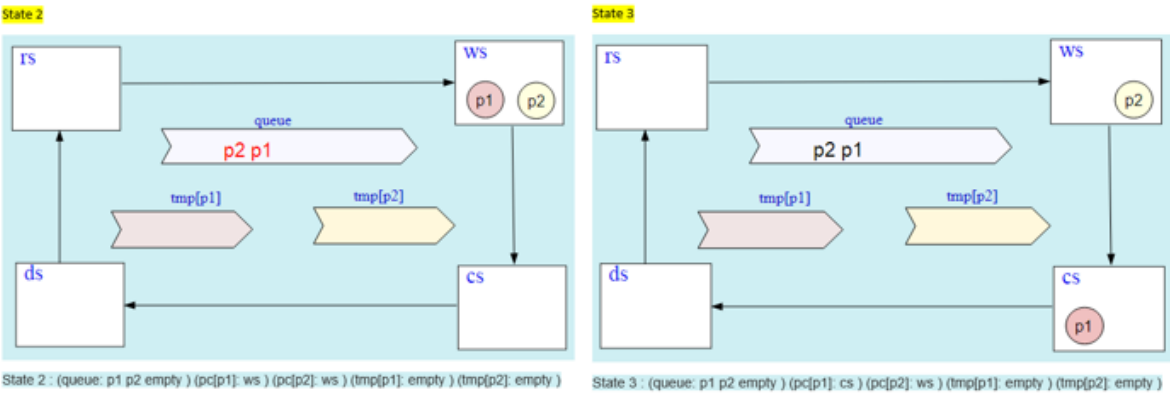 State 2
rs
ws
p1 p2
queue
p2 p1
tmp[p1] tmp[p2]
ds
cs
State 2 : (queue: p1 p2 empty ) (pc[p1]: ws ) (pc[p2]: ws ) (tmp[p1]: empty ) (tmp[p2]: empty )
State 3
rs
ws
p2
queue
p2 p1
tmp[p1] tmp[p2]
ds
cs
p1
State 3 : (queue: p1 p2 empty ) (pc[p1]: cs ) (pc[p2]: ws ) (tmp[p1]: empty ) (tmp[p2]: empty )